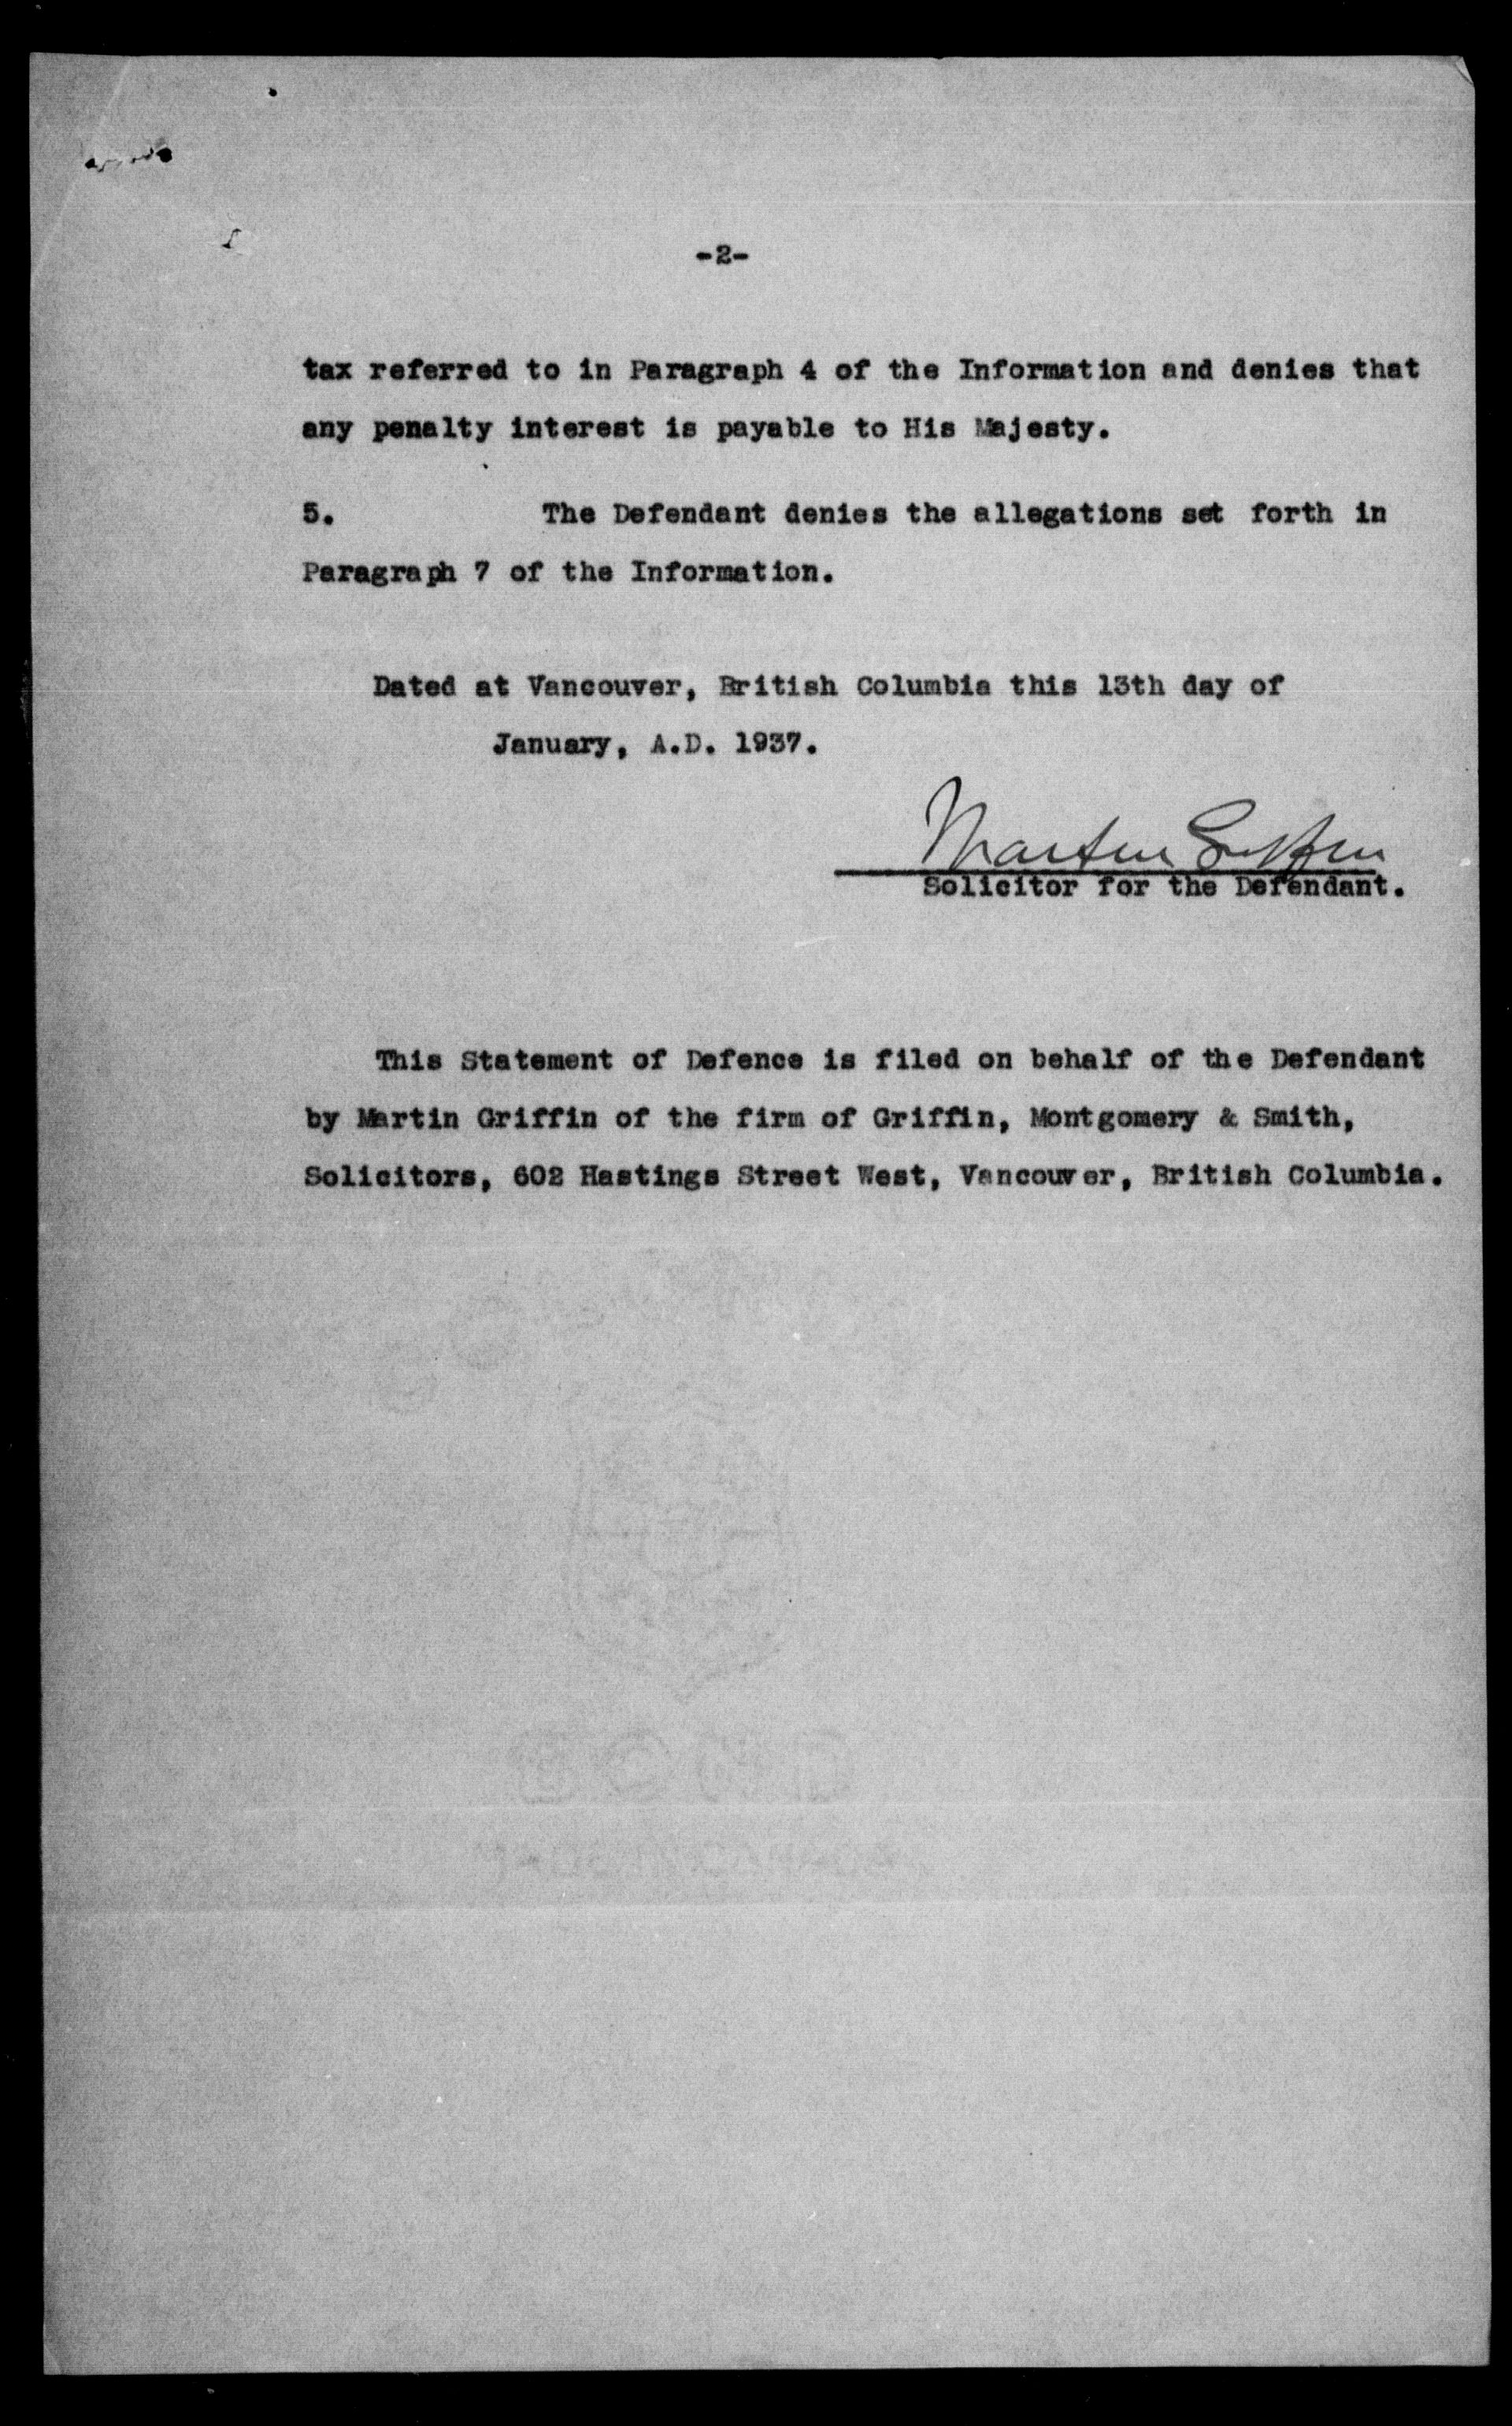 -2-
tax referred to in Paragraph 4 of the Information and denies that
any penalty interest is payable to His Majesty.
5. The Defendant denies the allegations set forth in
Paragraph 7 of the Information.
Dated at Vancouver, British Columbia this 13th day of
January, A.D. 1937.
Martin Griffin
Solicitor for the Defendant.
This Statement of Defence is filed on behalf of the Defendant
by Martin Griffin of the firm of Griffin, Montgomery & Smith,
Solicitors, 602 Hastings Street West, Vancouver, British Columbia.